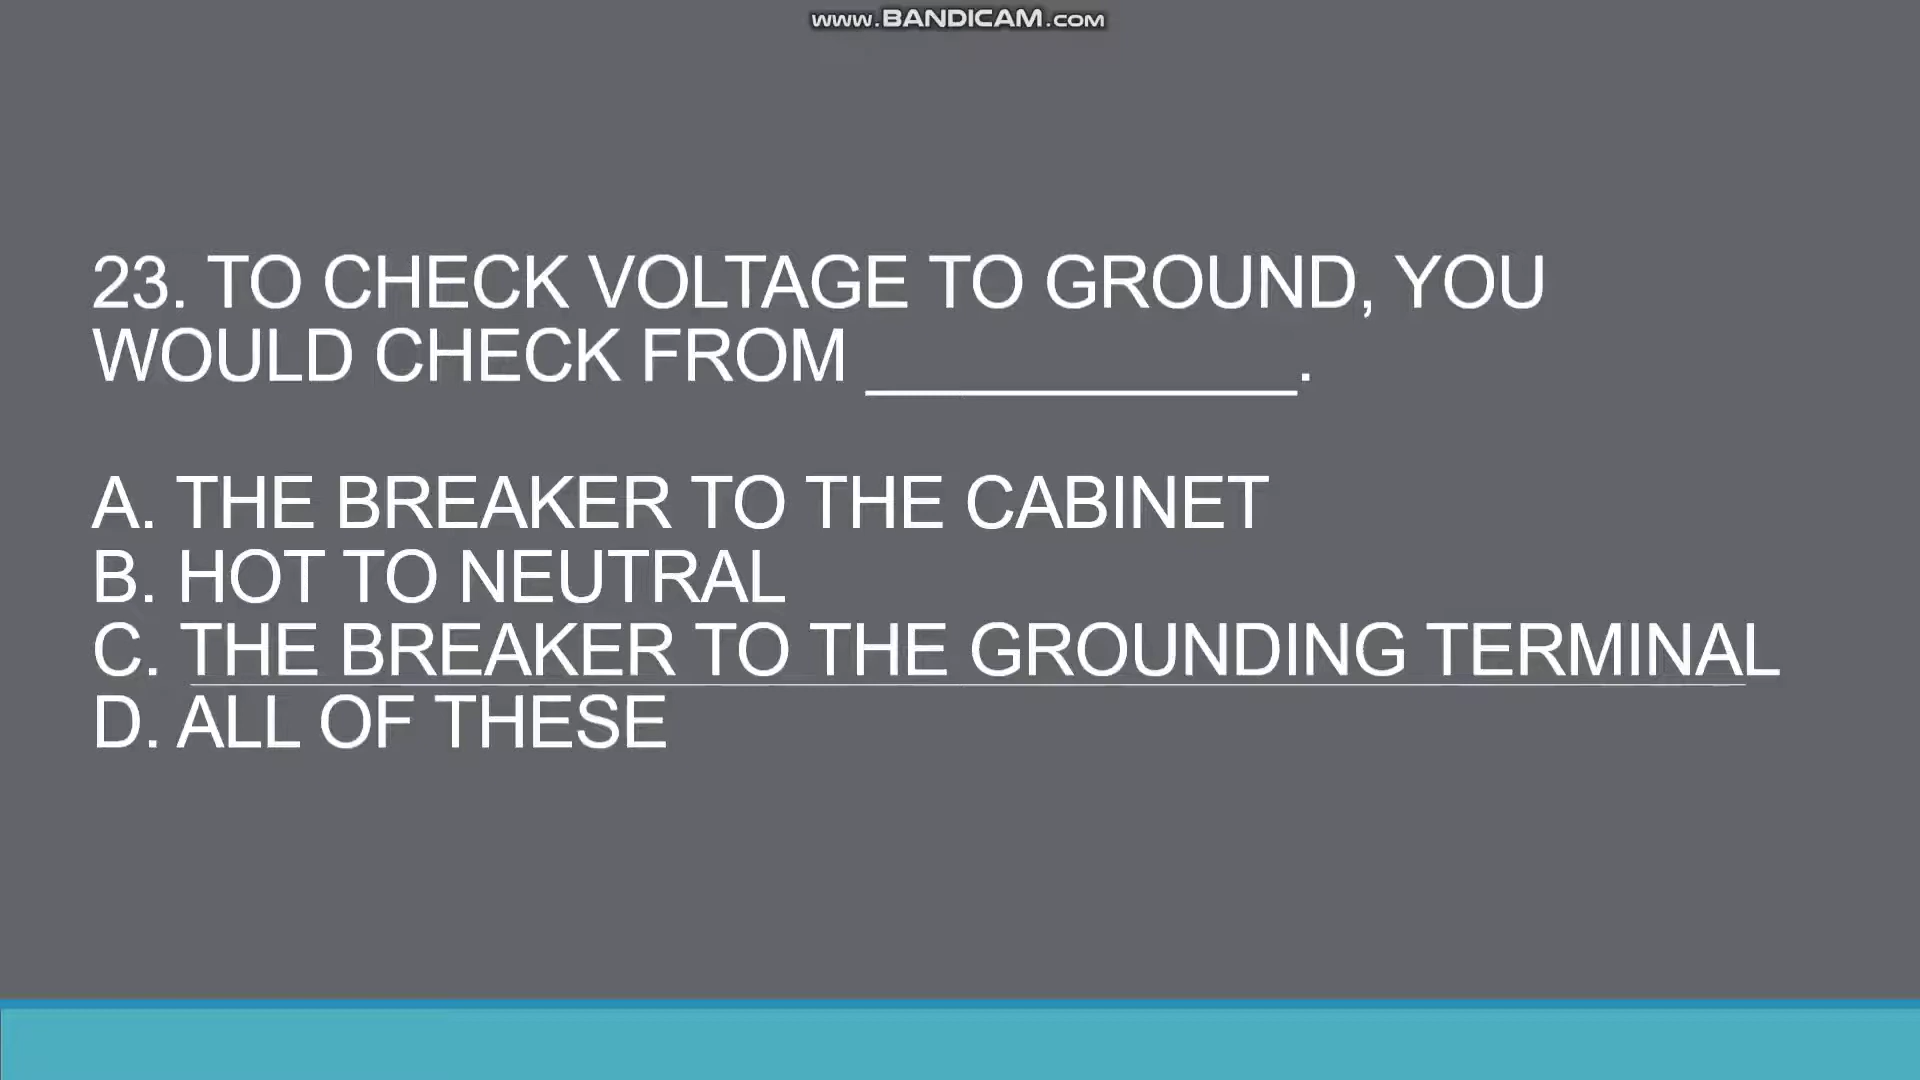 www.BANDICAM.com
23. TO CHECK VOLTAGE TO GROUND, YOU
WOULD CHECK FROM ____________.
A. THE BREAKER TO THE CABINET
B. HOT TO NEUTRAL
C. THE BREAKER TO THE GROUNDING TERMINAL
D. ALL OF THESE